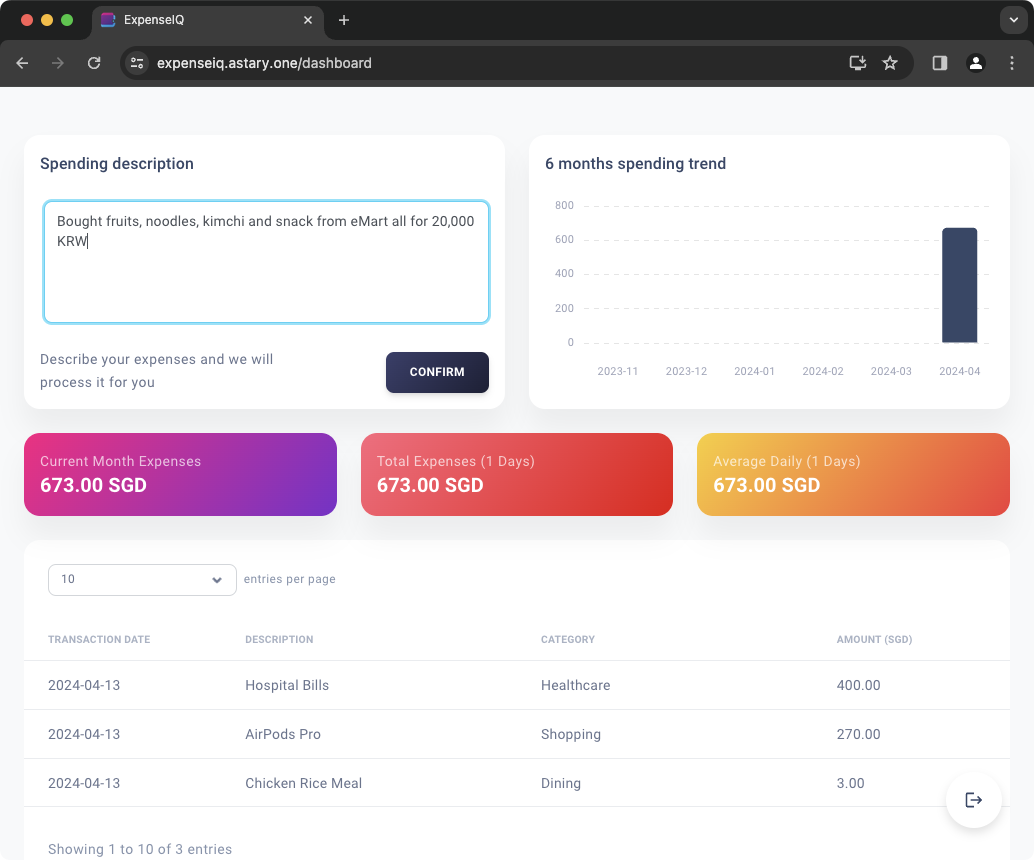 ExpenseIQ
expenseiq.astary.one/dashboard
Spending description
Bought fruits, noodles, kimchi and snack from eMart all for 20,000
KRW
Describe your expenses and we will
process it for you
CONFIRM
6 months spending trend
800
600
400
200
0
2023-11 2023-12 2024-01 2024-02 2024-03 2024-04
Current Month Expenses
673.00 SGD
Total Expenses (1 Days)
673.00 SGD
Average Daily (1 Days)
673.00 SGD
10 entries per page
TRANSACTION DATE DESCRIPTION CATEGORY AMOUNT (SGD)
2024-04-13 Hospital Bills Healthcare 400.00
2024-04-13 AirPods Pro Shopping 270.00
2024-04-13 Chicken Rice Meal Dining 3.00
Showing 1 to 10 of 3 entries